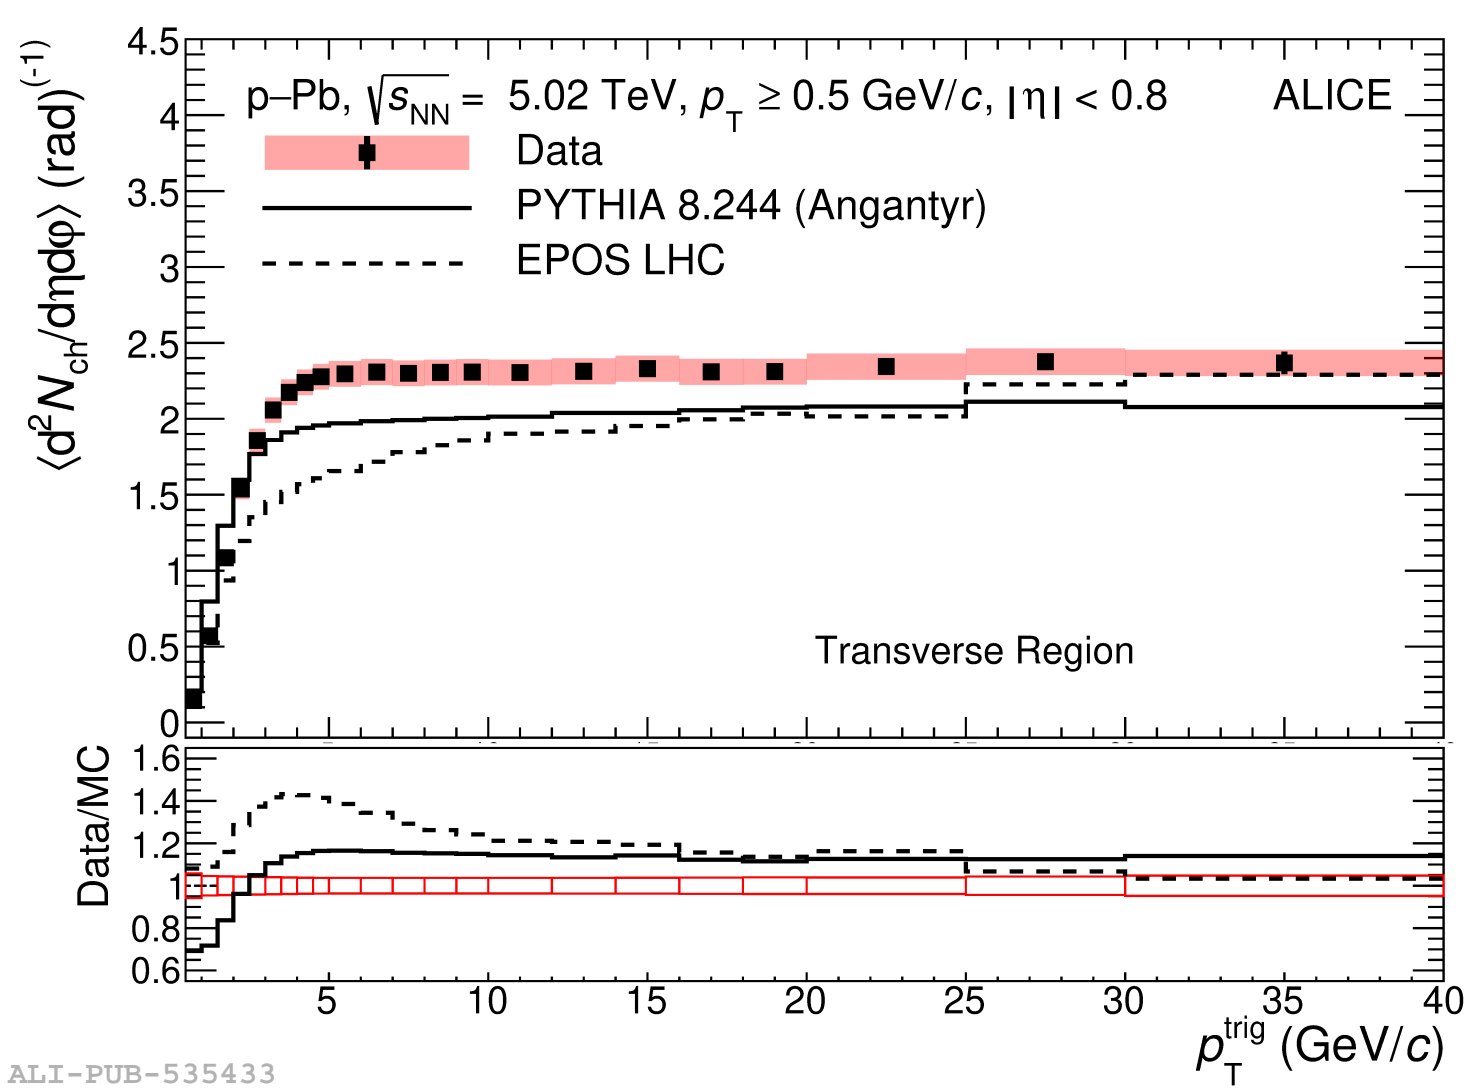 4.5
p–Pb, √sNN = 5.02 TeV, pT ≥ 0.5 GeV/c, |η| < 0.8 ALICE
4
Data
3.5
PYTHIA 8.244 (Angantyr)
3
EPOS LHC
2.5
2
1.5
1
0.5
0
Transverse Region
⟨d²Nch/dηdφ⟩ (rad)(-1)
1.6
1.4
1.2
1
0.8
0.6
Data/MC
5 10 15 20 25 30 35 40
pT trig (GeV/c)
ALI-PUB-535433